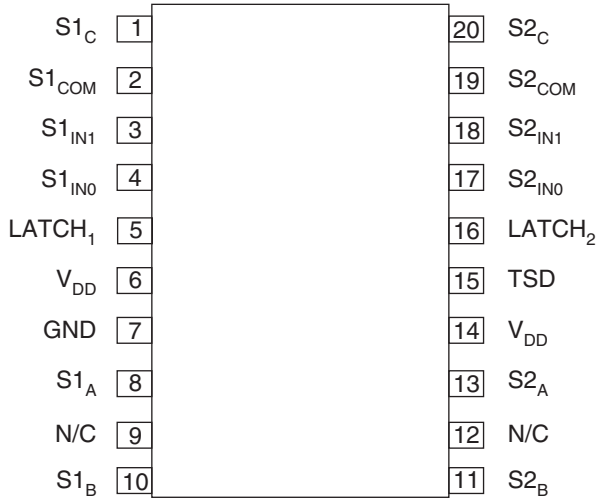 S1C 1 20 S2C
S1COM 2 19 S2COM
S1IN1 3 18 S2IN1
S1IN0 4 17 S2IN0
LATCH1 5 16 LATCH2
VDD 6 15 TSD
GND 7 14 VDD
S1A 8 13 S2A
N/C 9 12 N/C
S1B 10 11 S2B